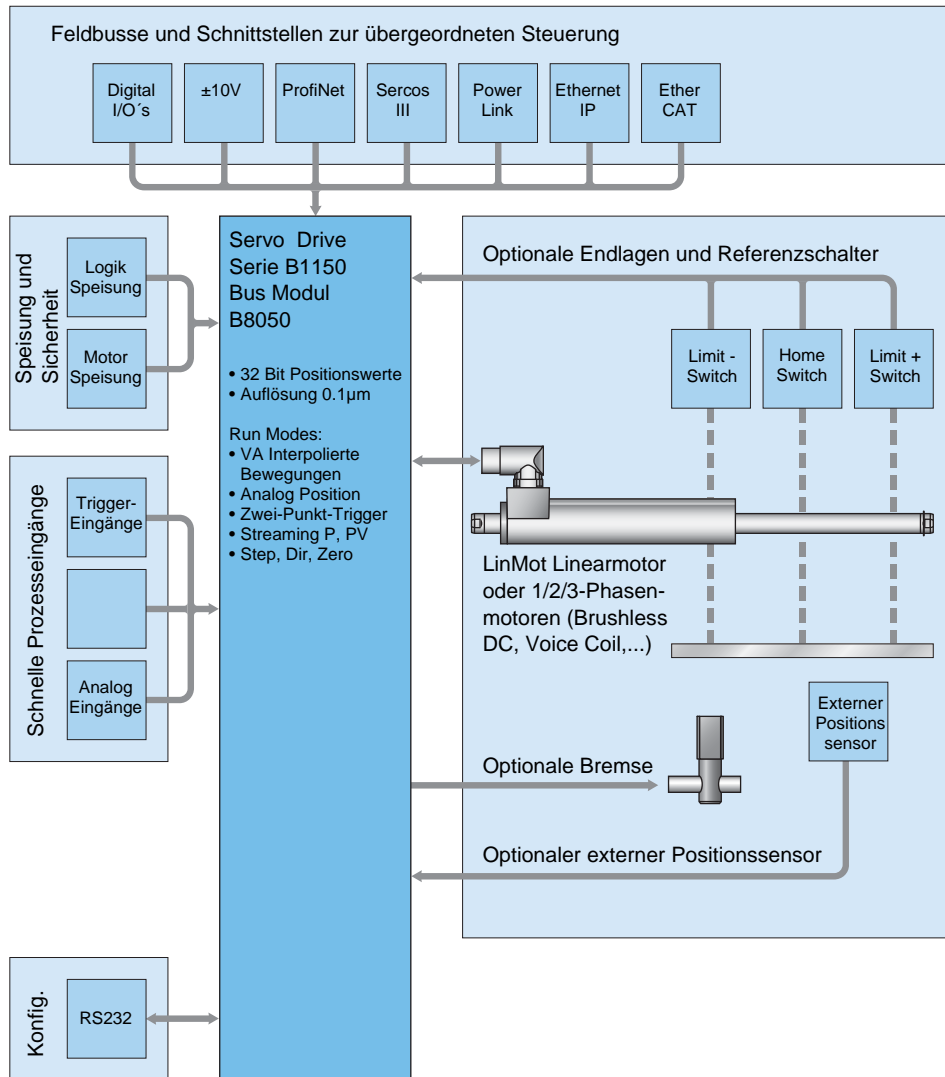 Feldbusse und Schnittstellen zur übergeordneten Steuerung
Digital
I/O´s
±10V
ProfiNet
Sercos
III
Power
Link
Ethernet
IP
Ether
CAT
Speisung und
Sicherheit
Logik
Speisung
Motor
Speisung
Servo Drive
Serie B1150
Bus Modul
B8050
• 32 Bit Positionswerte
• Auflösung 0.1µm
Run Modes:
• VA Interpolierte
Bewegungen
• Analog Position
• Zwei-Punkt-Trigger
• Streaming P, PV
• Step, Dir, Zero
Optionale Endlagen und Referenzschalter
Limit -
Switch
Home
Switch
Limit +
Switch
Schnelle Prozesseingänge
Trigger-
Eingänge
Analog
Eingänge
LinMot Linearmotor
oder 1/2/3-Phasen-
motoren (Brushless
DC, Voice Coil,...)
Externer
Positions
sensor
Optionale Bremse
Optionaler externer Positionssensor
Konfig.
RS232